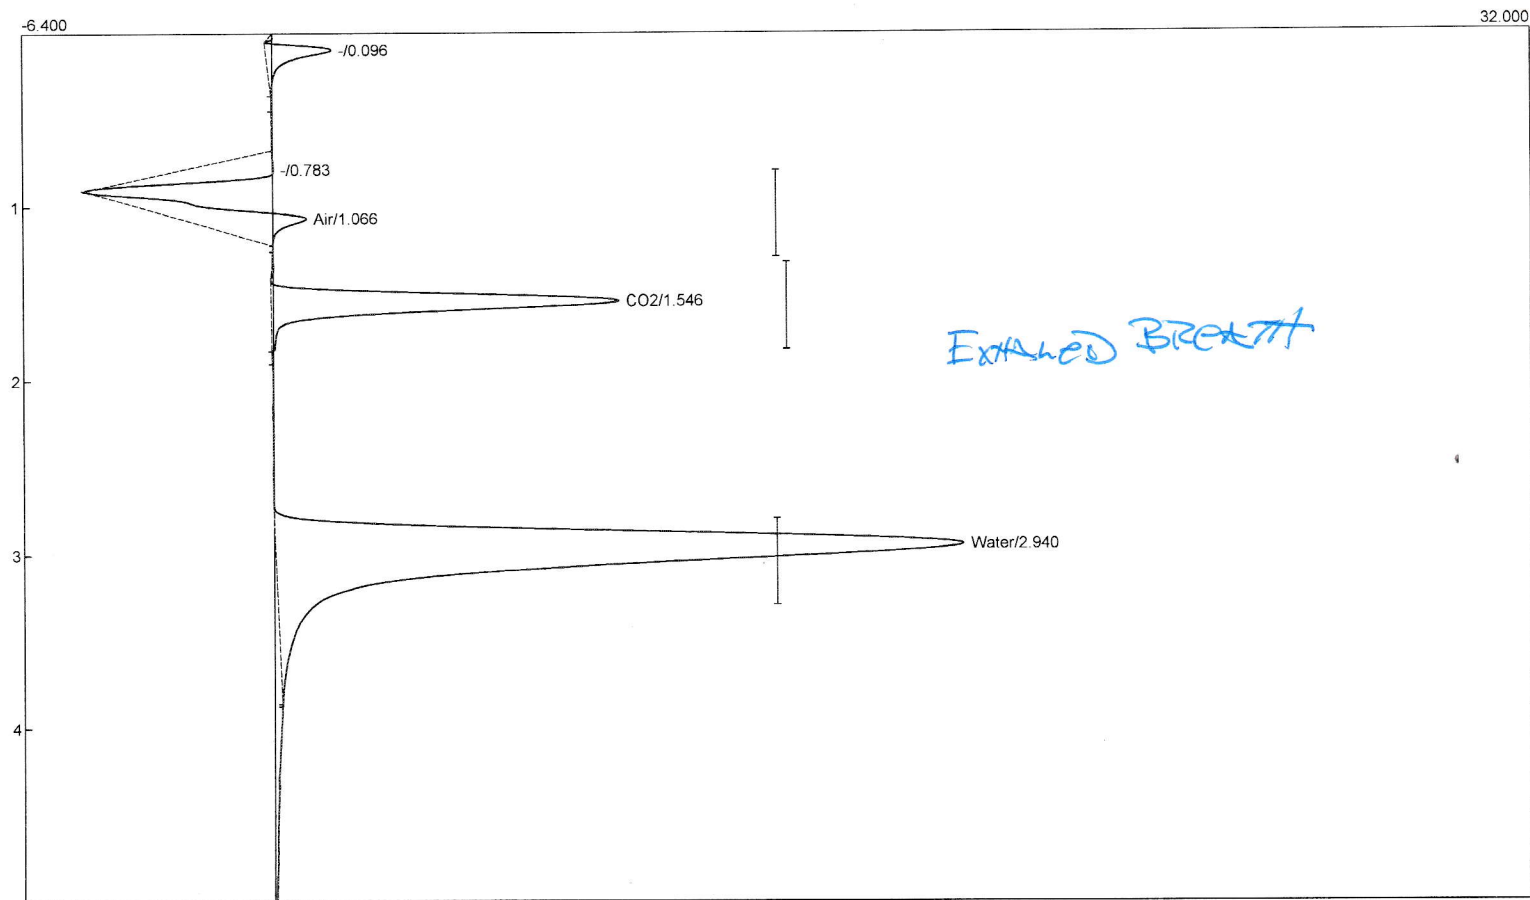 -6.400
32.000
-/0.096
-/0.783
1
Air/1.066
CO2/1.546
EXHALED BREATH
2
Water/2.940
3
4